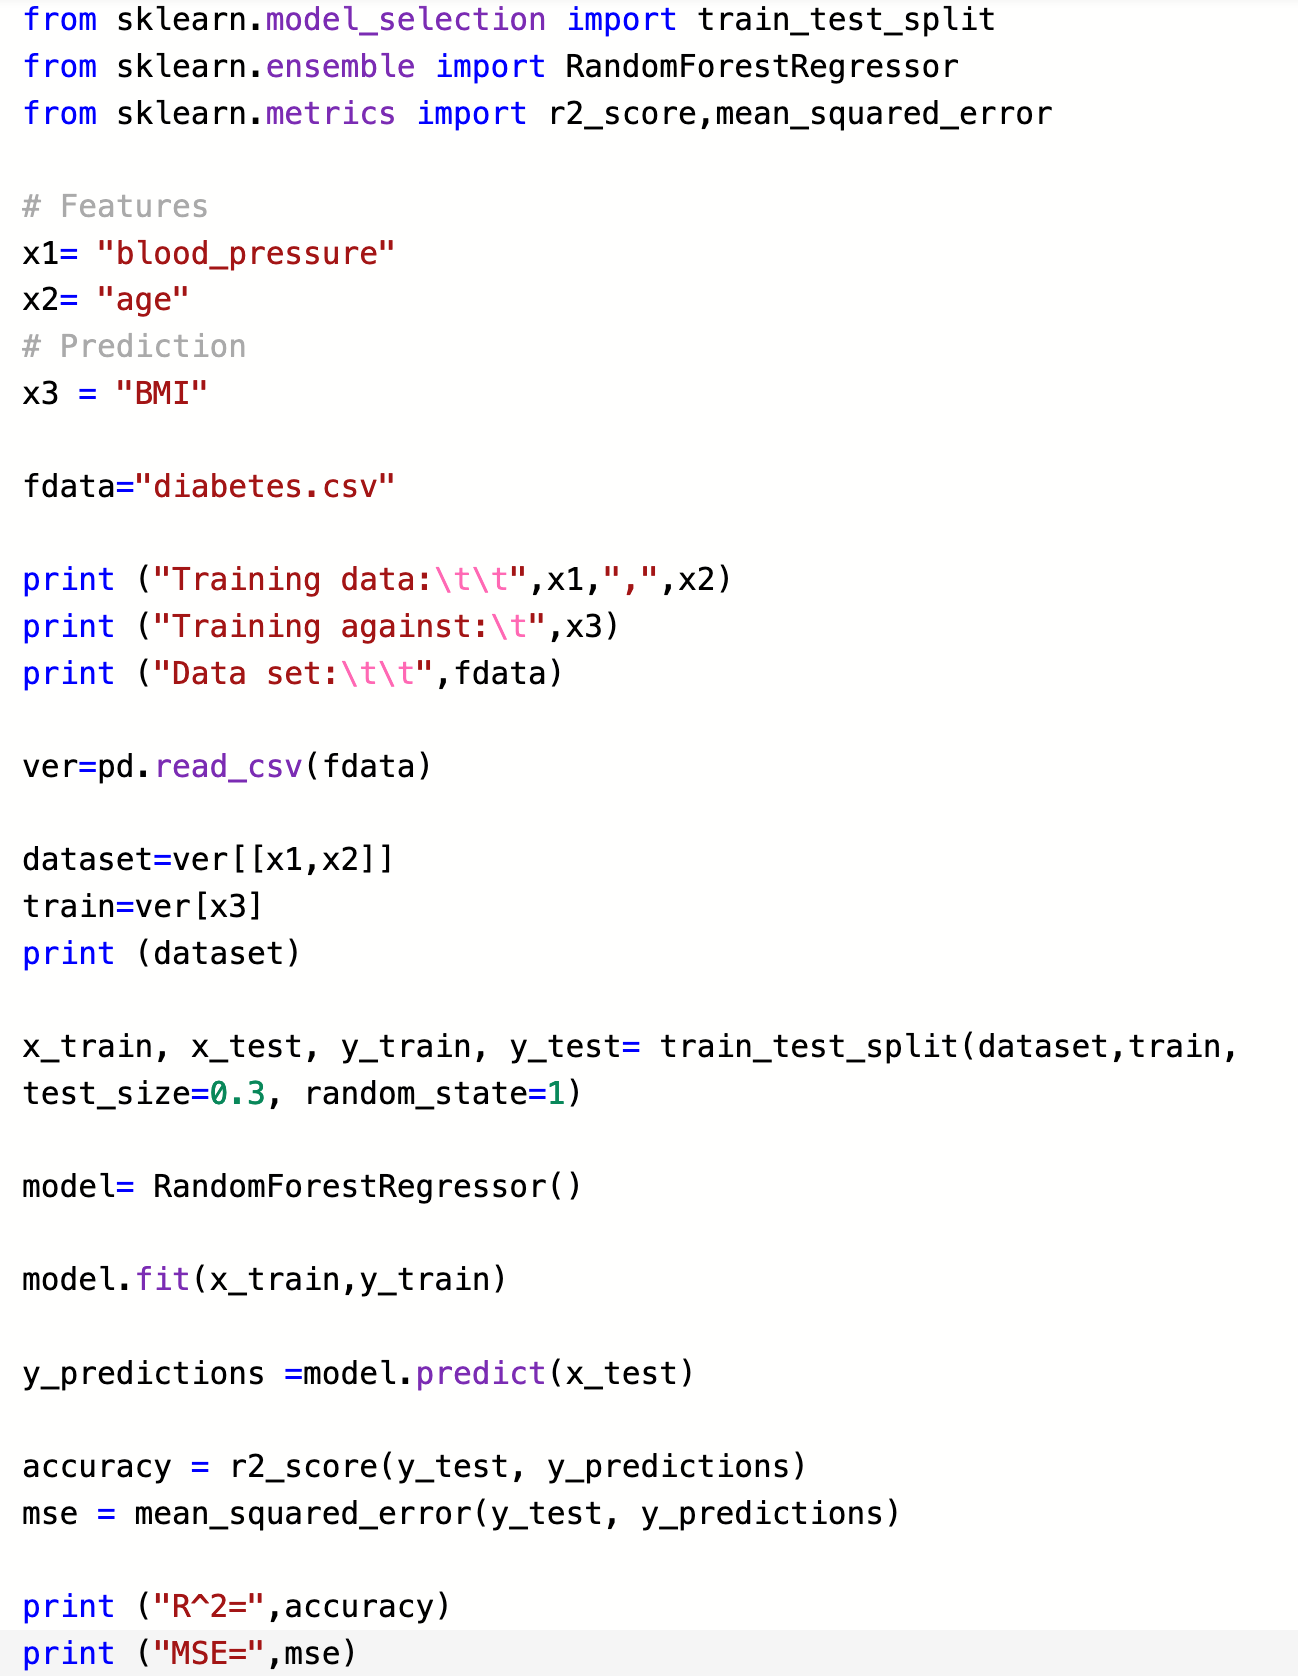 from sklearn.model_selection import train_test_split
from sklearn.ensemble import RandomForestRegressor
from sklearn.metrics import r2_score,mean_squared_error
# Features
x1= "blood_pressure"
x2= "age"
# Prediction
x3 = "BMI"
fdata="diabetes.csv"
print ("Training data:\t\t",x1,",",x2)
print ("Training against:\t",x3)
print ("Data set:\t\t",fdata)
ver=pd.read_csv(fdata)
dataset=ver[[x1,x2]]
train=ver[x3]
print (dataset)
x_train, x_test, y_train, y_test= train_test_split(dataset,train,
test_size=0.3, random_state=1)
model= RandomForestRegressor()
model.fit(x_train,y_train)
y_predictions =model.predict(x_test)
accuracy = r2_score(y_test, y_predictions)
mse = mean_squared_error(y_test, y_predictions)
print ("R^2=",accuracy)
print ("MSE=",mse)